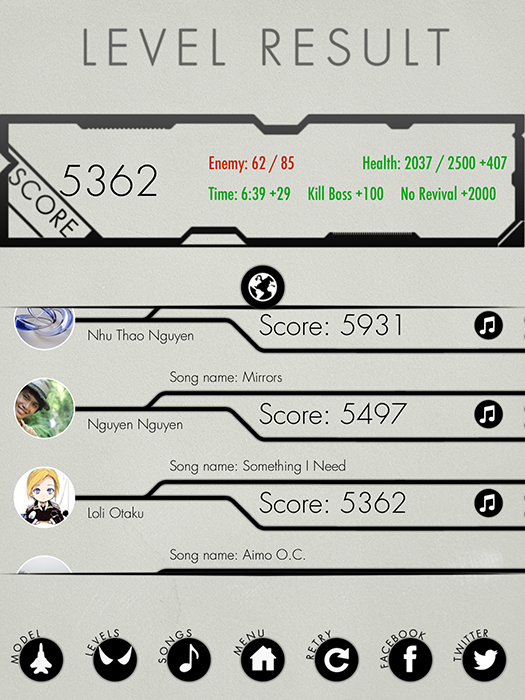 LEVEL RESULT
SCORE
5362
Enemy: 62 / 85
Health: 2037 / 2500 +407
Time: 6:39 +29
Kill Boss +100
No Revival +2000
Nhu Thao Nguyen
Score: 5931
Song name: Mirrors
Nguyen Nguyen
Score: 5497
Song name: Something I Need
Loli Otaku
Score: 5362
Song name: Aimo O.C.
MODEL
LEVELS
SONGS
MENU
RETRY
FACEBOOK
TWITTER